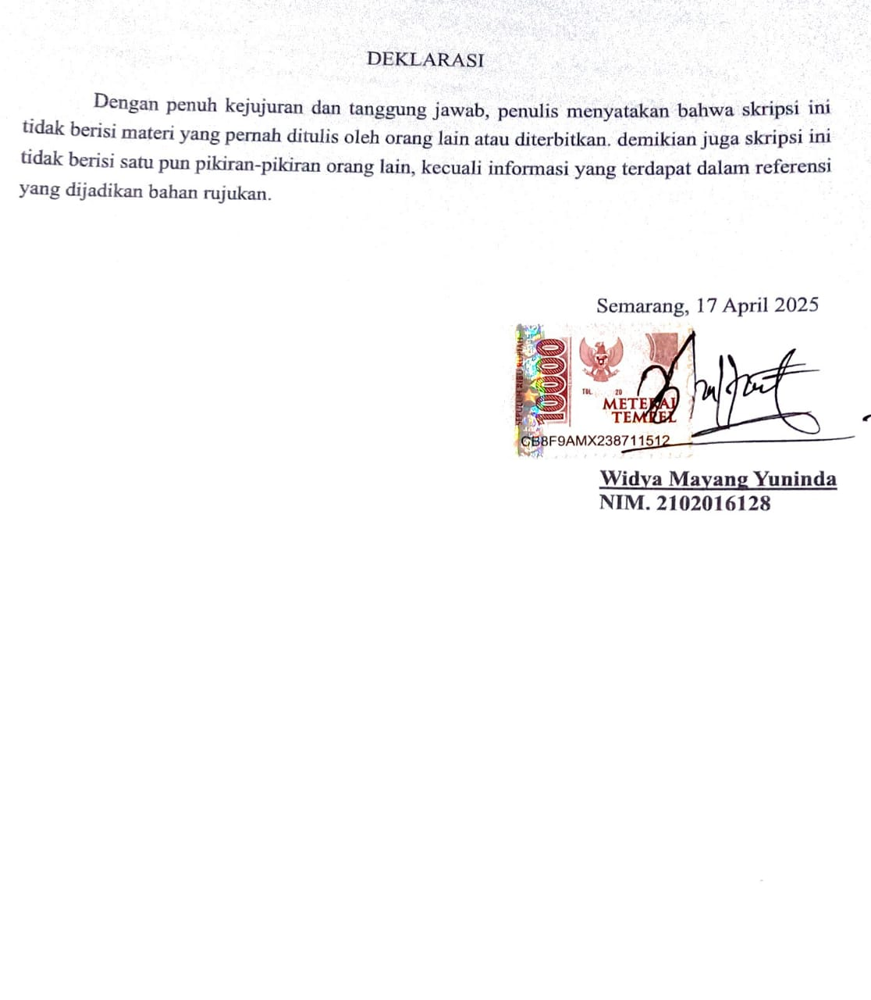 DEKLARASI
Dengan penuh kejujuran dan tanggung jawab, penulis menyatakan bahwa skripsi ini
tidak berisi materi yang pernah ditulis oleh orang lain atau diterbitkan. demikian juga skripsi ini
tidak berisi satu pun pikiran-pikiran orang lain, kecuali informasi yang terdapat dalam referensi
yang dijadikan bahan rujukan.
Semarang, 17 April 2025
SEPULUH RIBU RUPIAH
10000
TGL. 20
METERAI
TEMPEL
CB8F9AMX238711512
Widya Mayang Yuninda
NIM. 2102016128